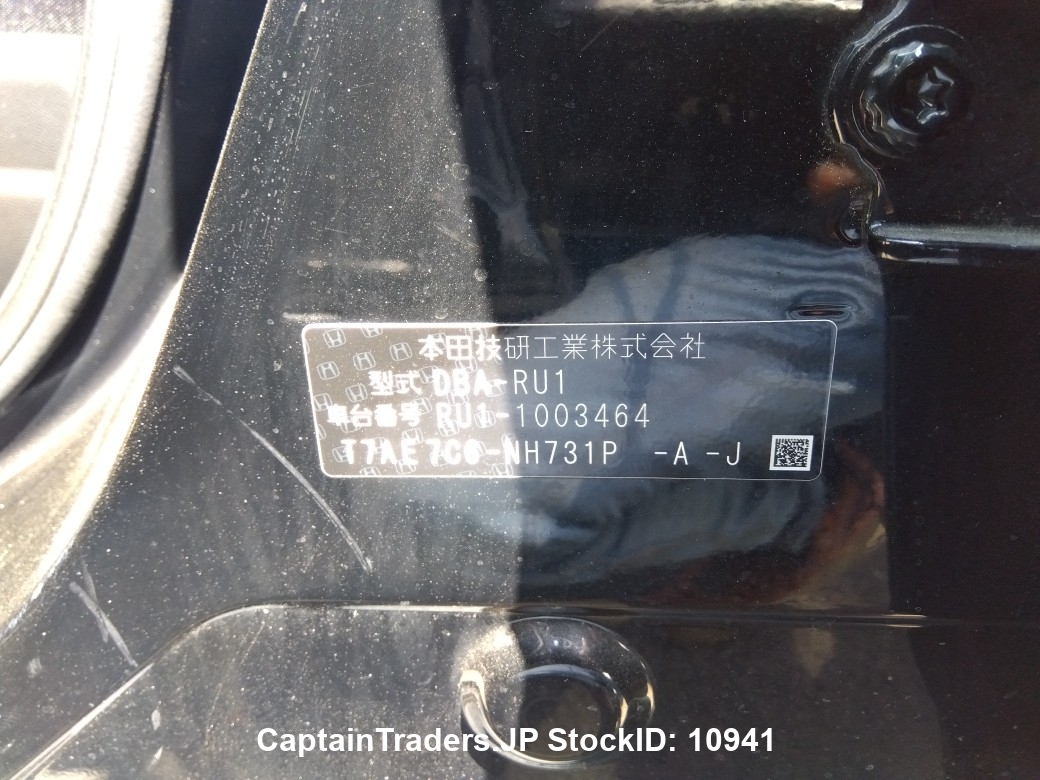 本田技研工業株式会社
型式 DBA-RU1
車台番号 RU1-1003464
T7AE7C6-NH731P -A -J
CaptainTraders.JP StockID: 10941